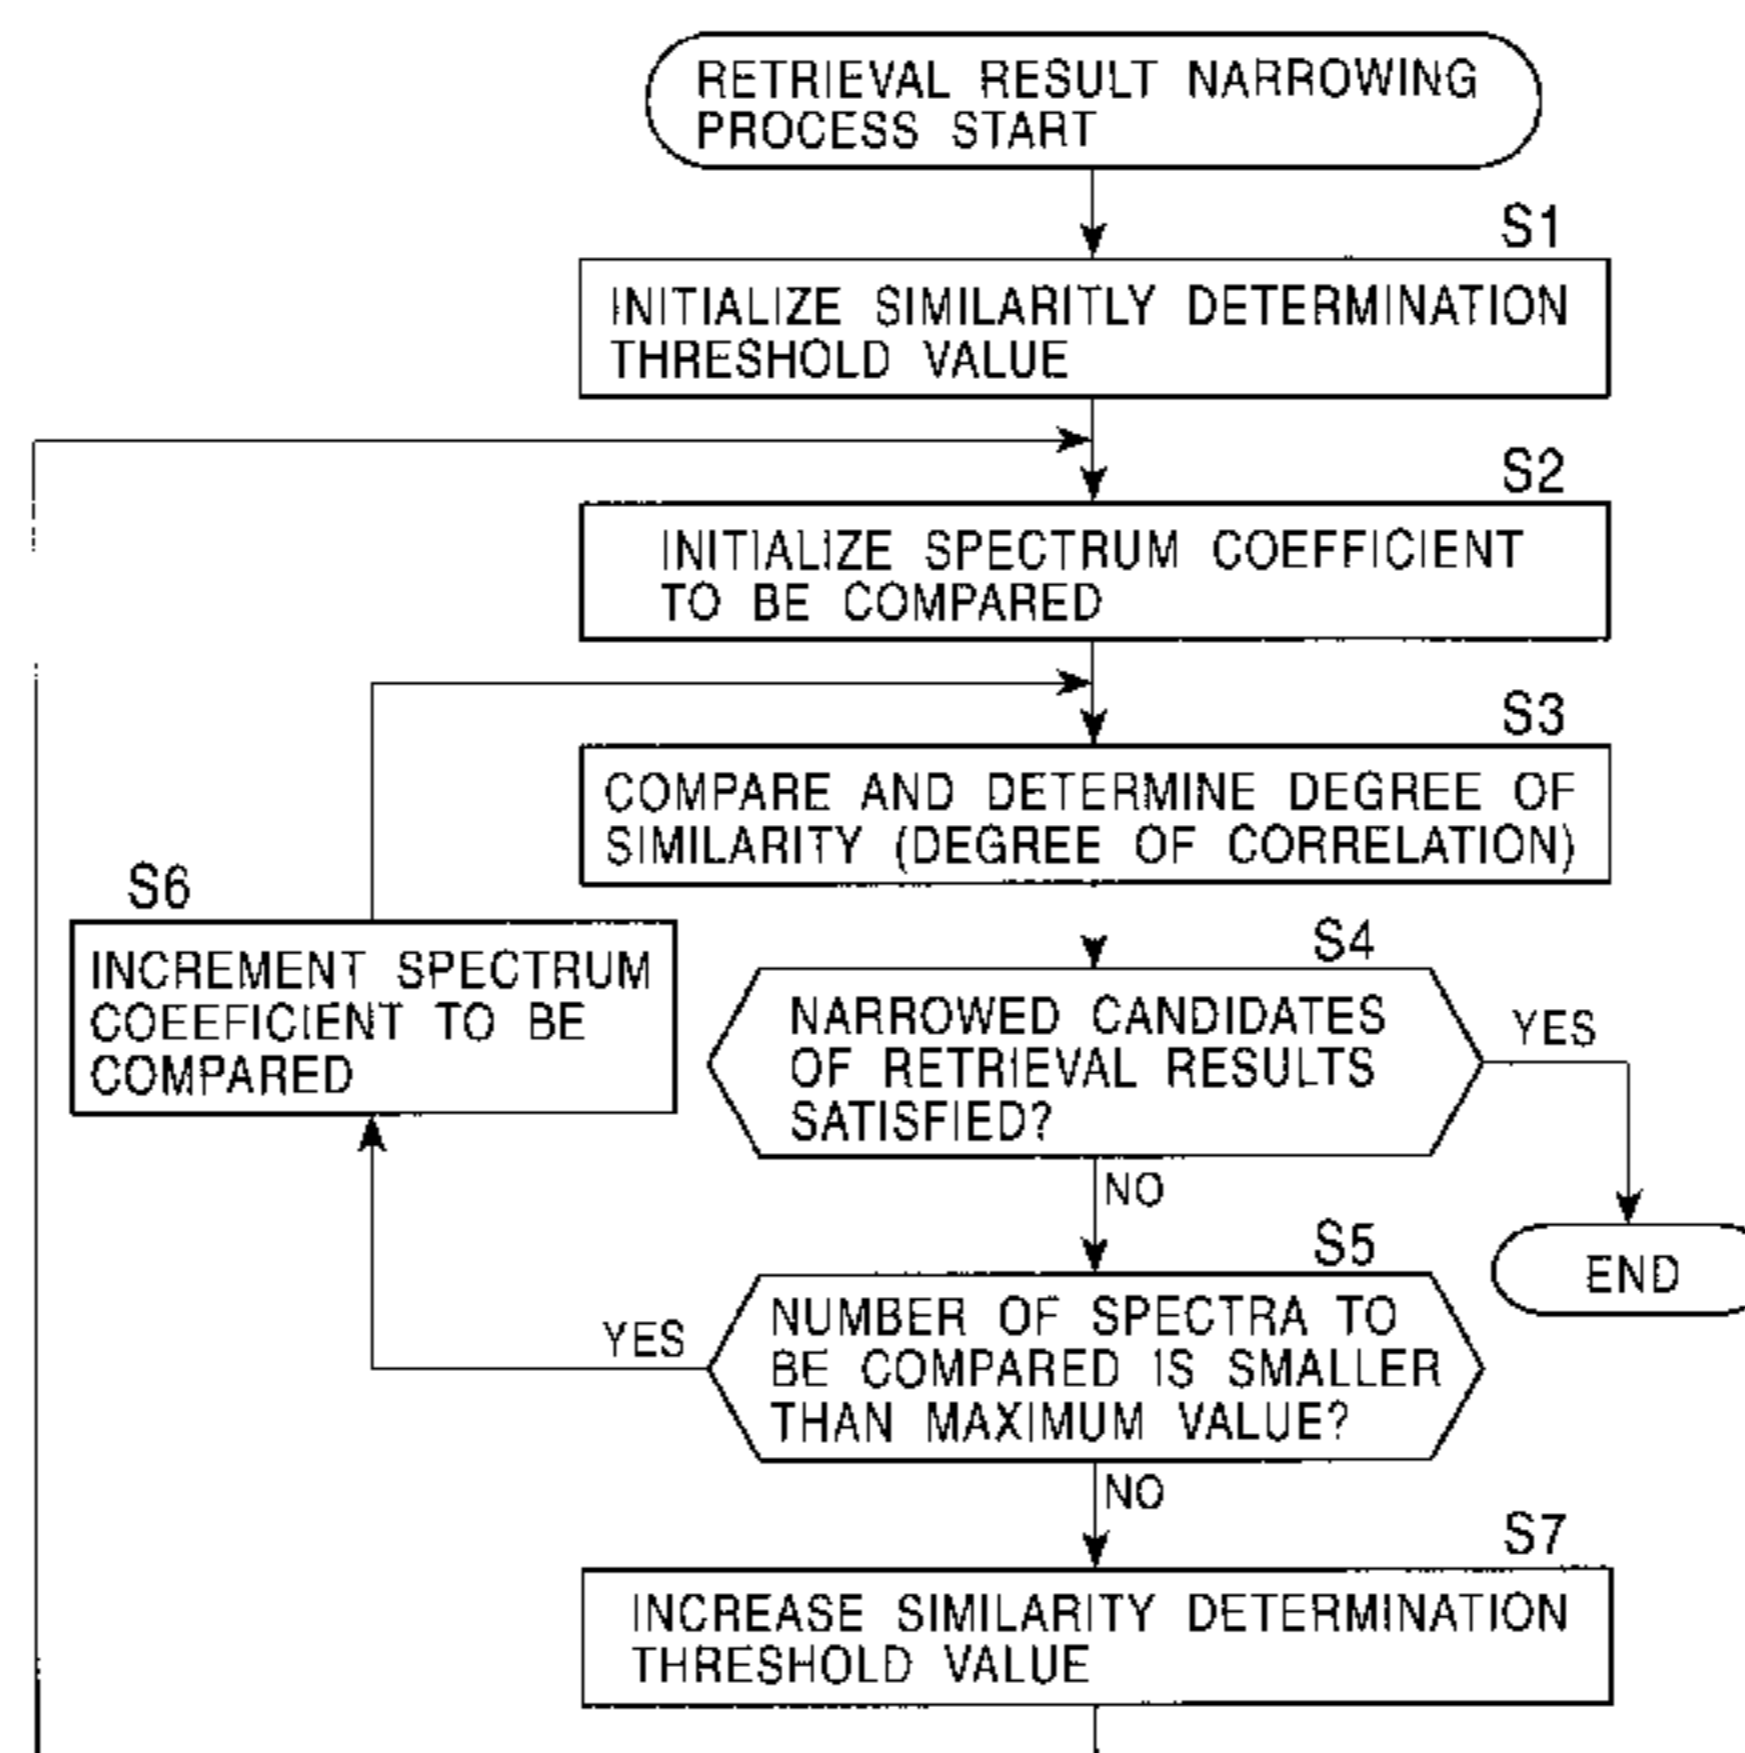 RETRIEVAL RESULT NARROWING
PROCESS START
S1
INITIALIZE SIMILARITLY DETERMINATION
THRESHOLD VALUE
S2
INITIALIZE SPECTRUM COEFFICIENT
TO BE COMPARED
S3
COMPARE AND DETERMINE DEGREE OF
SIMILARITY (DEGREE OF CORRELATION)
S6
INCREMENT SPECTRUM
COEEFICIENT TO BE
COMPARED
S4
NARROWED CANDIDATES
OF RETRIEVAL RESULTS
SATISFIED?
YES
NO
END
S5
NUMBER OF SPECTRA TO
BE COMPARED IS SMALLER
THAN MAXIMUM VALUE?
YES
NO
S7
INCREASE SIMILARITY DETERMINATION
THRESHOLD VALUE